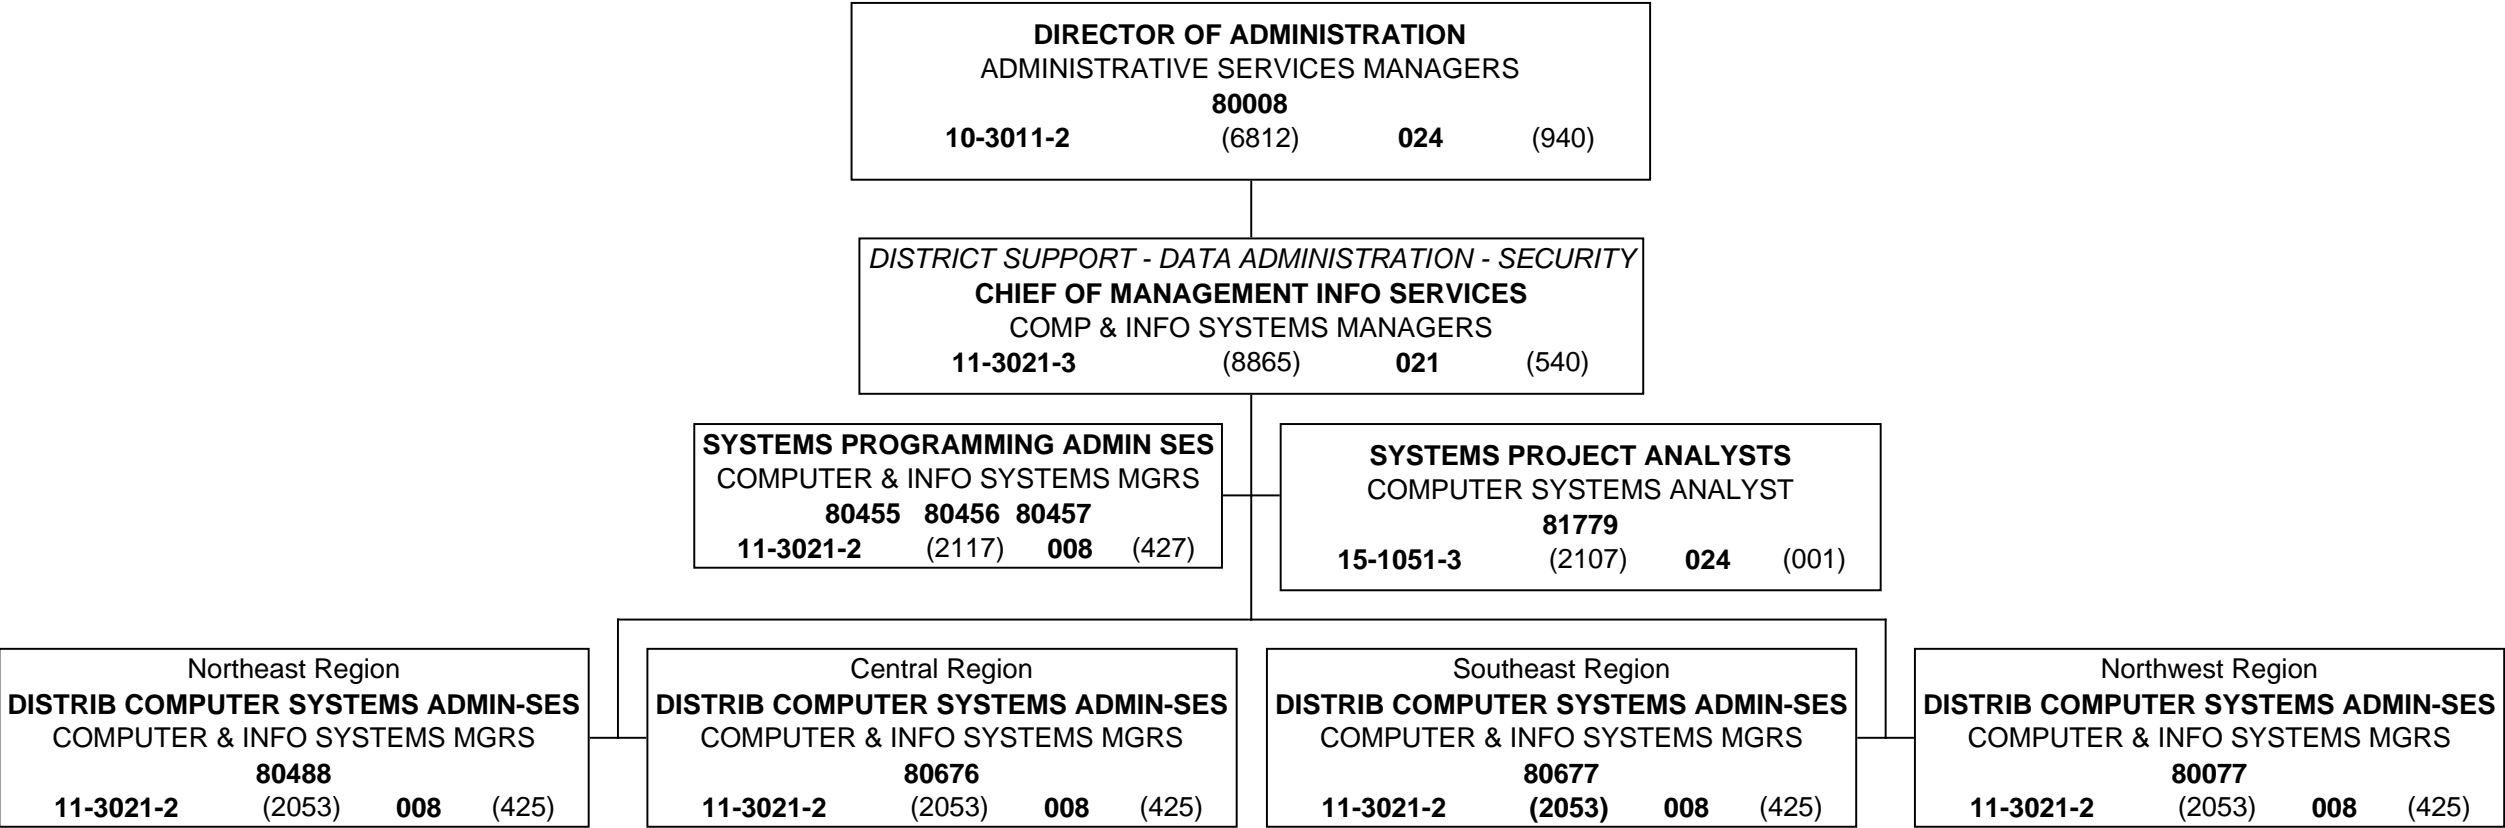 DIRECTOR OF ADMINISTRATION
ADMINISTRATIVE SERVICES MANAGERS
80008
10-3011-2 (6812) 024 (940)
DISTRICT SUPPORT - DATA ADMINISTRATION - SECURITY
CHIEF OF MANAGEMENT INFO SERVICES
COMP & INFO SYSTEMS MANAGERS
11-3021-3 (8865) 021 (540)
SYSTEMS PROGRAMMING ADMIN SES
COMPUTER & INFO SYSTEMS MGRS
80455 80456 80457
11-3021-2 (2117) 008 (427)
SYSTEMS PROJECT ANALYSTS
COMPUTER SYSTEMS ANALYST
81779
15-1051-3 (2107) 024 (001)
Northeast Region
DISTRIB COMPUTER SYSTEMS ADMIN-SES
COMPUTER & INFO SYSTEMS MGRS
80488
11-3021-2 (2053) 008 (425)
Central Region
DISTRIB COMPUTER SYSTEMS ADMIN-SES
COMPUTER & INFO SYSTEMS MGRS
80676
11-3021-2 (2053) 008 (425)
Southeast Region
DISTRIB COMPUTER SYSTEMS ADMIN-SES
COMPUTER & INFO SYSTEMS MGRS
80677
11-3021-2 (2053) 008 (425)
Northwest Region
DISTRIB COMPUTER SYSTEMS ADMIN-SES
COMPUTER & INFO SYSTEMS MGRS
80077
11-3021-2 (2053) 008 (425)